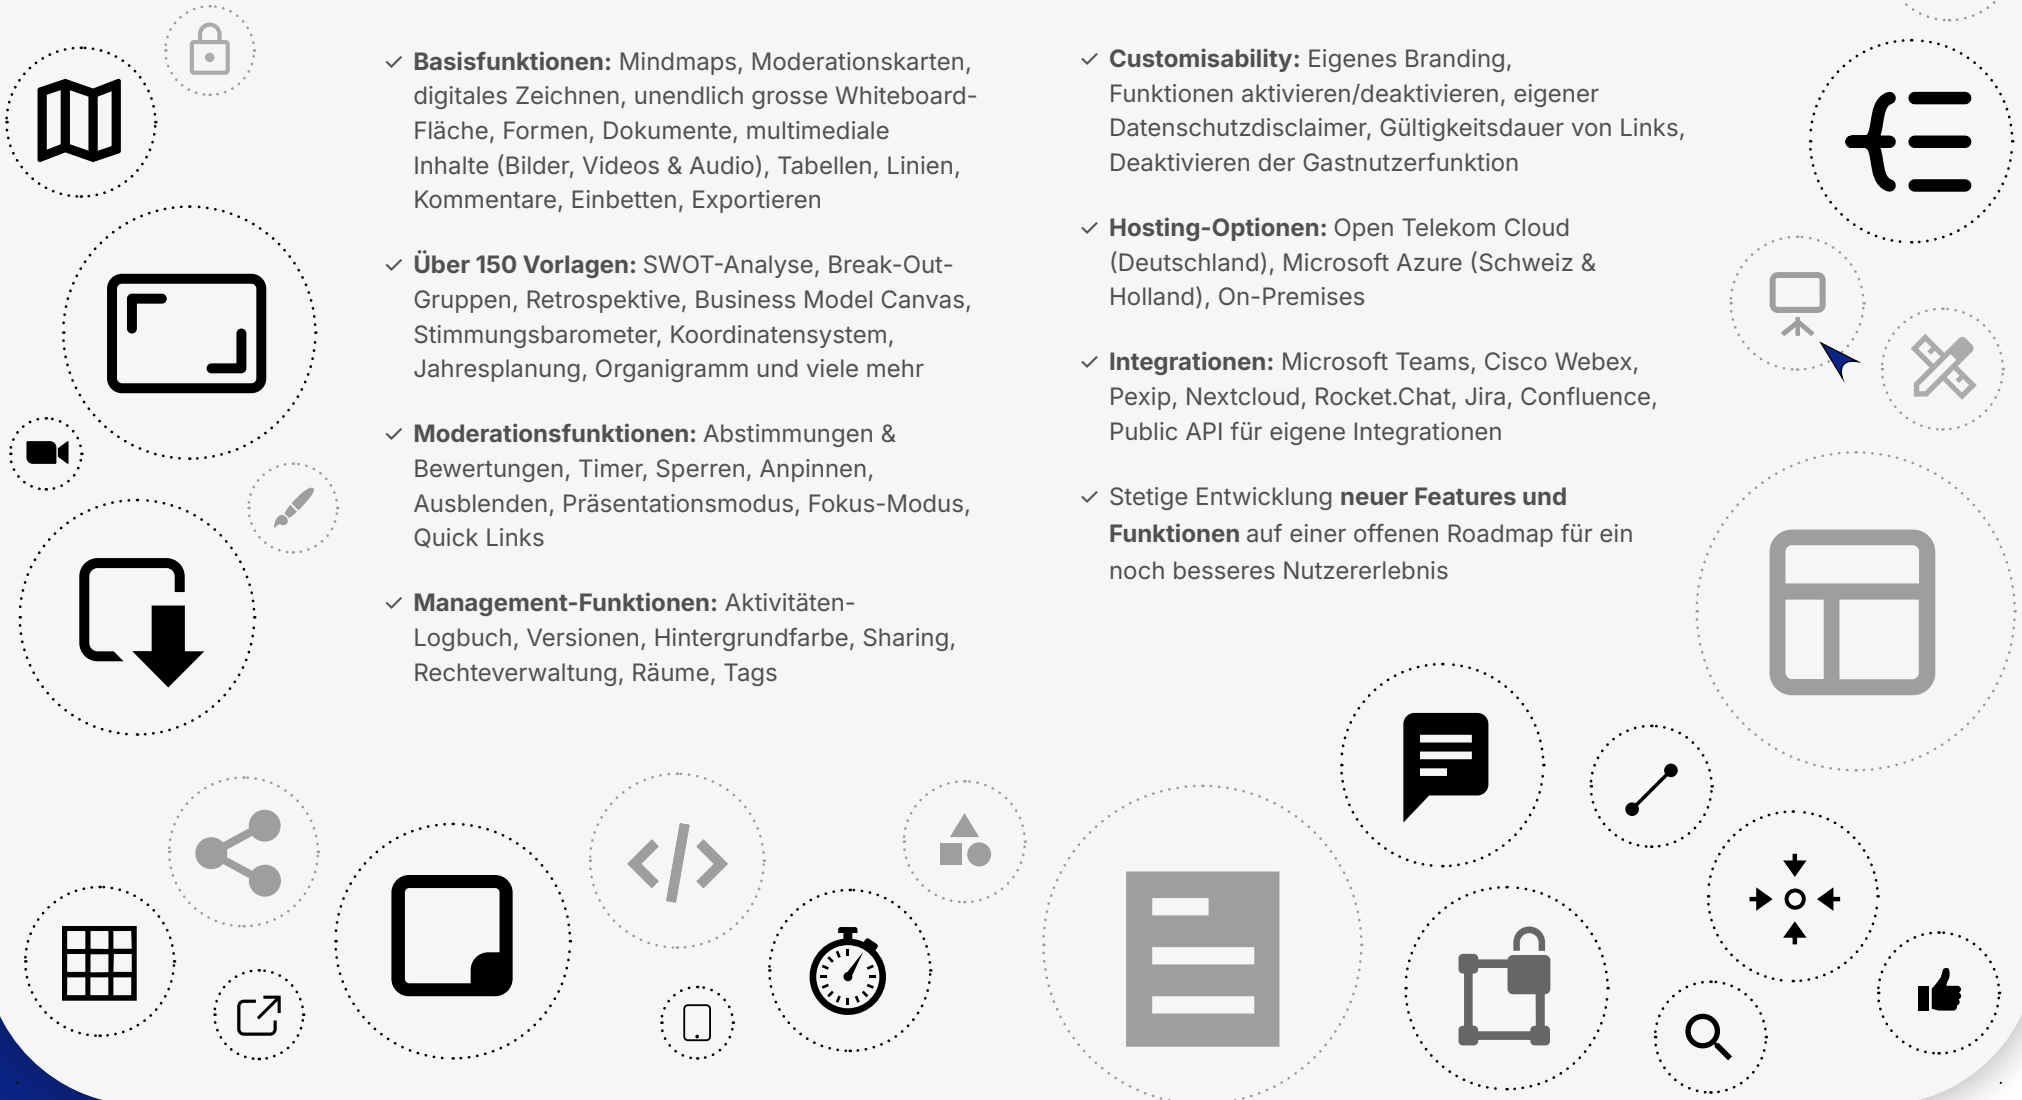 Basisfunktionen: Mindmaps, Moderationskarten,
digitales Zeichnen, unendlich grosse Whiteboard-
Fläche, Formen, Dokumente, multimediale
Inhalte (Bilder, Videos & Audio), Tabellen, Linien,
Kommentare, Einbetten, Exportieren
Über 150 Vorlagen: SWOT-Analyse, Break-Out-
Gruppen, Retrospektive, Business Model Canvas,
Stimmungsbarometer, Koordinatensystem,
Jahresplanung, Organigramm und viele mehr
Moderationsfunktionen: Abstimmungen &
Bewertungen, Timer, Sperren, Anpinnen,
Ausblenden, Präsentationsmodus, Fokus-Modus,
Quick Links
Management-Funktionen: Aktivitäten-
Logbuch, Versionen, Hintergrundfarbe, Sharing,
Rechteverwaltung, Räume, Tags
Customisability: Eigenes Branding,
Funktionen aktivieren/deaktivieren, eigener
Datenschutzdisclaimer, Gültigkeitsdauer von Links,
Deaktivieren der Gastnutzerfunktion
Hosting-Optionen: Open Telekom Cloud
(Deutschland), Microsoft Azure (Schweiz &
Holland), On-Premises
Integrationen: Microsoft Teams, Cisco Webex,
Pexip, Nextcloud, Rocket.Chat, Jira, Confluence,
Public API für eigene Integrationen
Stetige Entwicklung neuer Features und
Funktionen auf einer offenen Roadmap für ein
noch besseres Nutzererlebnis